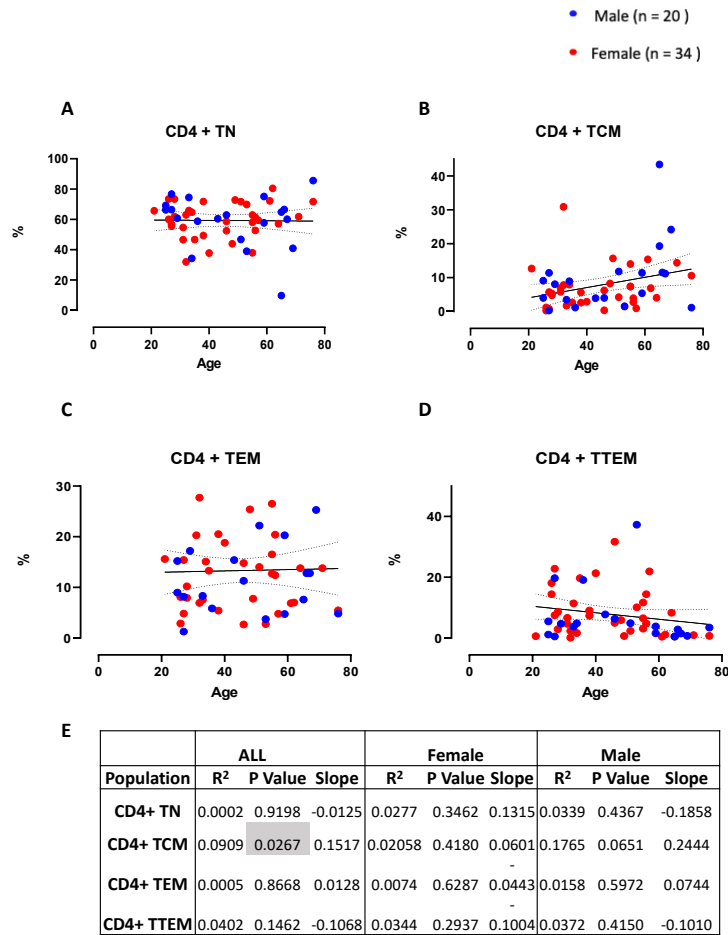 Male (n = 20 )
Female (n = 34 )
A
CD4 + TN
100
80
60
40
20
0
%
0 20 40 60 80
Age
B
CD4 + TCM
40
30
20
10
0
%
0 20 40 60 80
Age
C
CD4 + TEM
30
20
10
0
%
0 20 40 60 80
Age
D
CD4 + TTEM
40
20
0
%
0 20 40 60 80
Age
E
ALL Female Male
Population R² P Value Slope R² P Value Slope R² P Value Slope
CD4+ TN 0.0002 0.9198 -0.0125 0.0277 0.3462 0.1315 0.0339 0.4367 -0.1858
CD4+ TCM 0.0909 0.0267 0.1517 0.02058 0.4180 0.0601 0.1765 0.0651 0.2444
-
CD4+ TEM 0.0005 0.8668 0.0128 0.0074 0.6287 0.0443 0.0158 0.5972 0.0744
-
CD4+ TTEM 0.0402 0.1462 -0.1068 0.0344 0.2937 0.1004 0.0372 0.4150 -0.1010